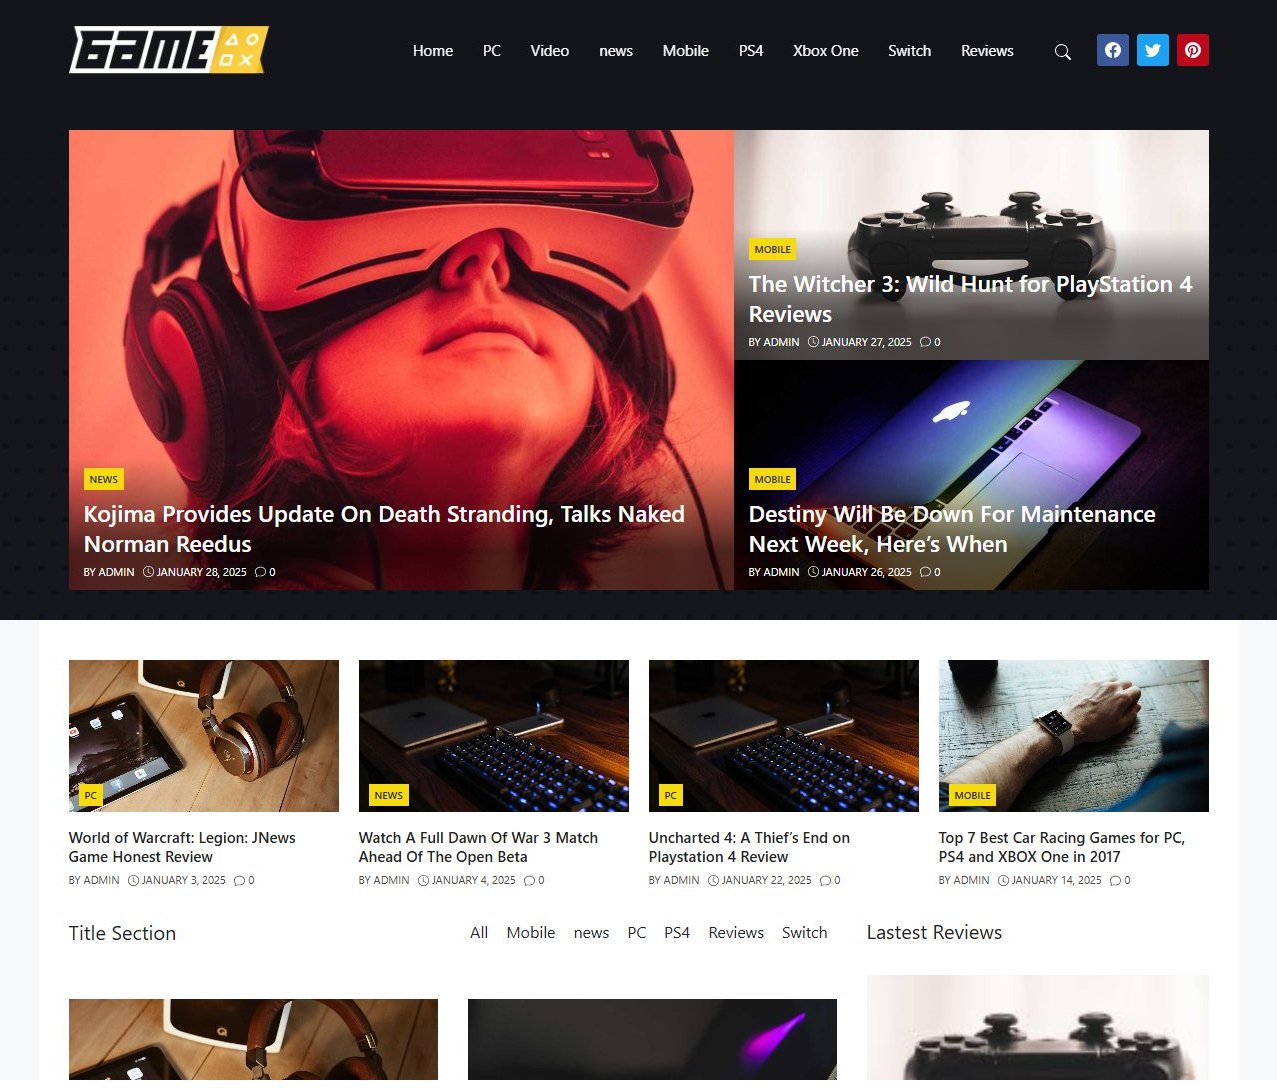 GAME
Home PC Video news Mobile PS4 Xbox One Switch Reviews
NEWS
Kojima Provides Update On Death Stranding, Talks Naked
Norman Reedus
BY ADMIN JANUARY 28, 2025 0
MOBILE
The Witcher 3: Wild Hunt for PlayStation 4
Reviews
BY ADMIN JANUARY 27, 2025 0
MOBILE
Destiny Will Be Down For Maintenance
Next Week, Here’s When
BY ADMIN JANUARY 26, 2025 0
PC
World of Warcraft: Legion: JNews
Game Honest Review
BY ADMIN JANUARY 3, 2025 0
NEWS
Watch A Full Dawn Of War 3 Match
Ahead Of The Open Beta
BY ADMIN JANUARY 4, 2025 0
PC
Uncharted 4: A Thief’s End on
Playstation 4 Review
BY ADMIN JANUARY 22, 2025 0
MOBILE
Top 7 Best Car Racing Games for PC,
PS4 and XBOX One in 2017
BY ADMIN JANUARY 14, 2025 0
Title Section
All Mobile news PC PS4 Reviews Switch
Lastest Reviews